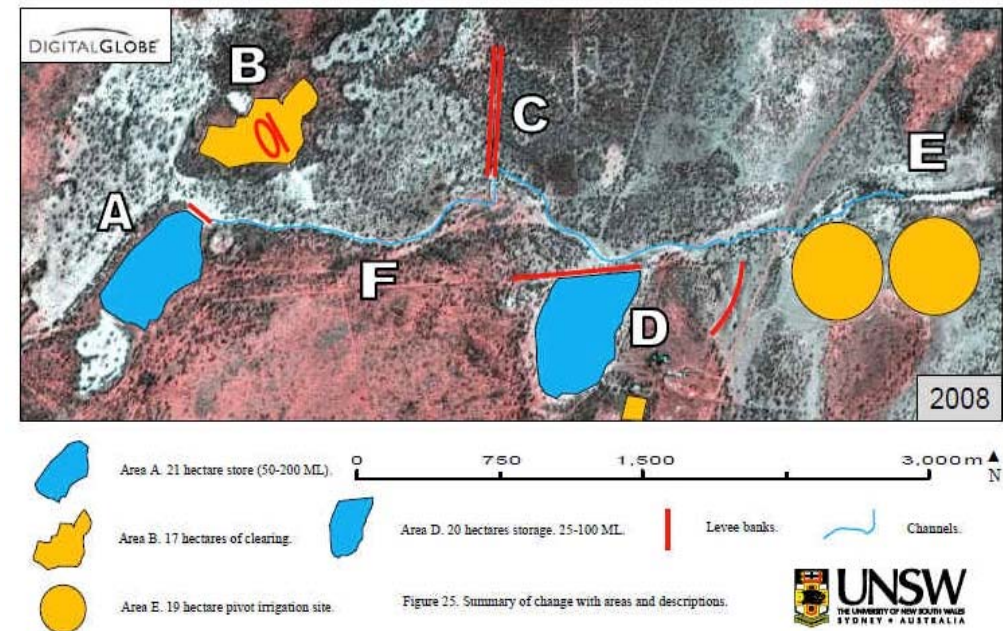 DIGITALGLOBE
B
C
E
A
F
D
2008
Area A. 21 hectare store (50-200 ML).
0 750 1,500 3,000 m
N
Area B. 17 hectares of clearing.
Area D. 20 hectares storage. 25-100 ML.
Levee banks.
Channels.
Area E. 19 hectare pivot irrigation site.
Figure 25. Summary of change with areas and descriptions.
UNSW
THE UNIVERSITY OF NEW SOUTH WALES
SYDNEY • AUSTRALIA